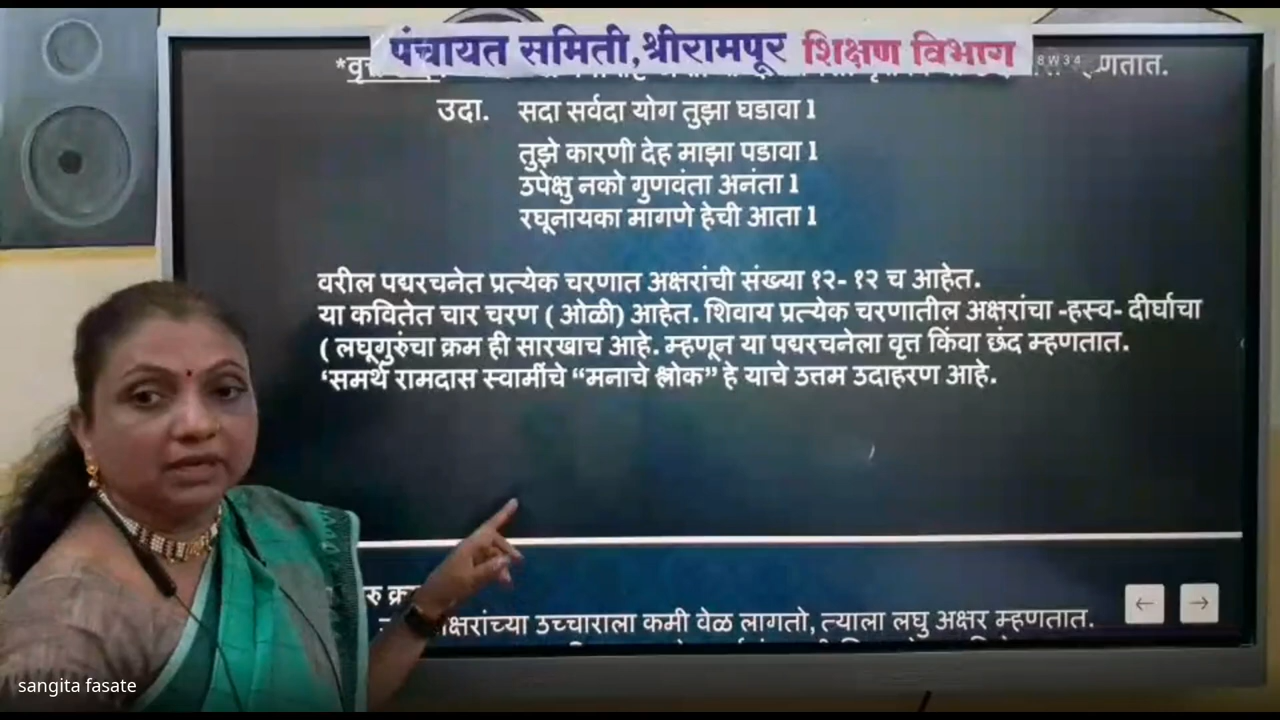 पंचायत समिती,श्रीरामपूर शिक्षण विभाग
उदा. सदा सर्वदा योग तुझा घडावा l
तुझे कारणी देह माझा पडावा l
उपेक्षु नको गुणवंता अनंता l
रघूनायका मागणे हेची आता l
वरील पद्यरचनेत प्रत्येक चरणात अक्षरांची संख्या १२- १२ च आहेत.
या कवितेत चार चरण ( ओळी) आहेत. शिवाय प्रत्येक चरणातील अक्षरांचा -हस्व- दीर्घाचा
( लघूगुरुंचा क्रम ही सारखाच आहे. म्हणून या पद्यरचनेला वृत्त किंवा छंद म्हणतात.
‘समर्थ रामदास स्वामींचे “मनाचे श्लोक” हे याचे उत्तम उदाहरण आहे.
उच्चाराला कमी वेळ लागतो, त्याला लघु अक्षर म्हणतात.
sangita fasate